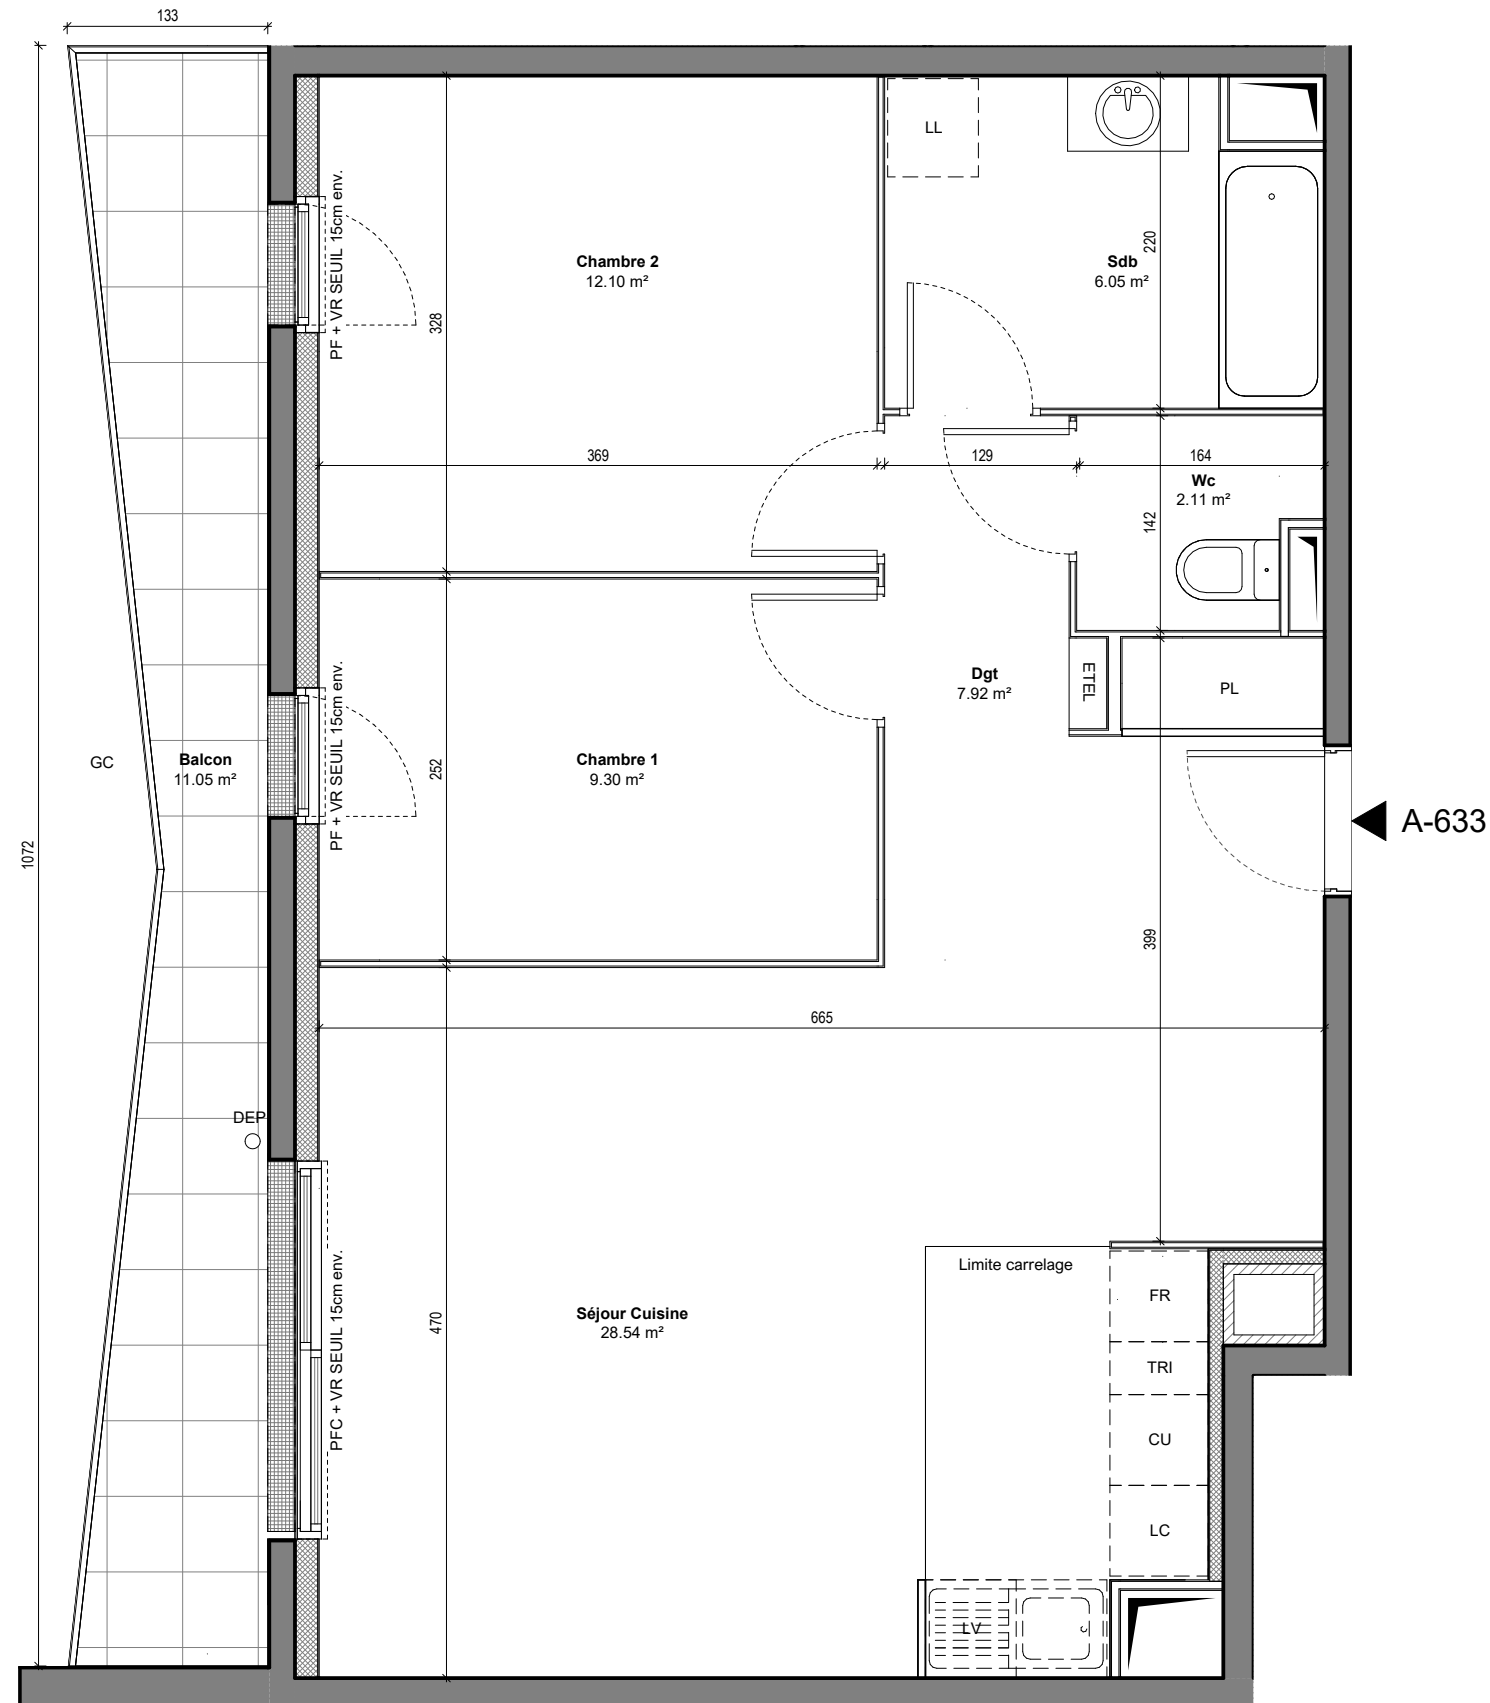 133
LL
PF + VR SEUIL 15cm env.
Chambre 2
12.10 m²
220
Sdb
6.05 m²
328
369
129
164
Wc
2.11 m²
142
ETEL
PL
Dgt
7.92 m²
PF + VR SEUIL 15cm env.
GC
Balcon
11.05 m²
252
Chambre 1
9.30 m²
A-633
1072
399
665
DEP
Limite carrelage
PFC + VR SEUIL 15cm env.
FR
Séjour Cuisine
28.54 m²
470
TRI
CU
LC
LV